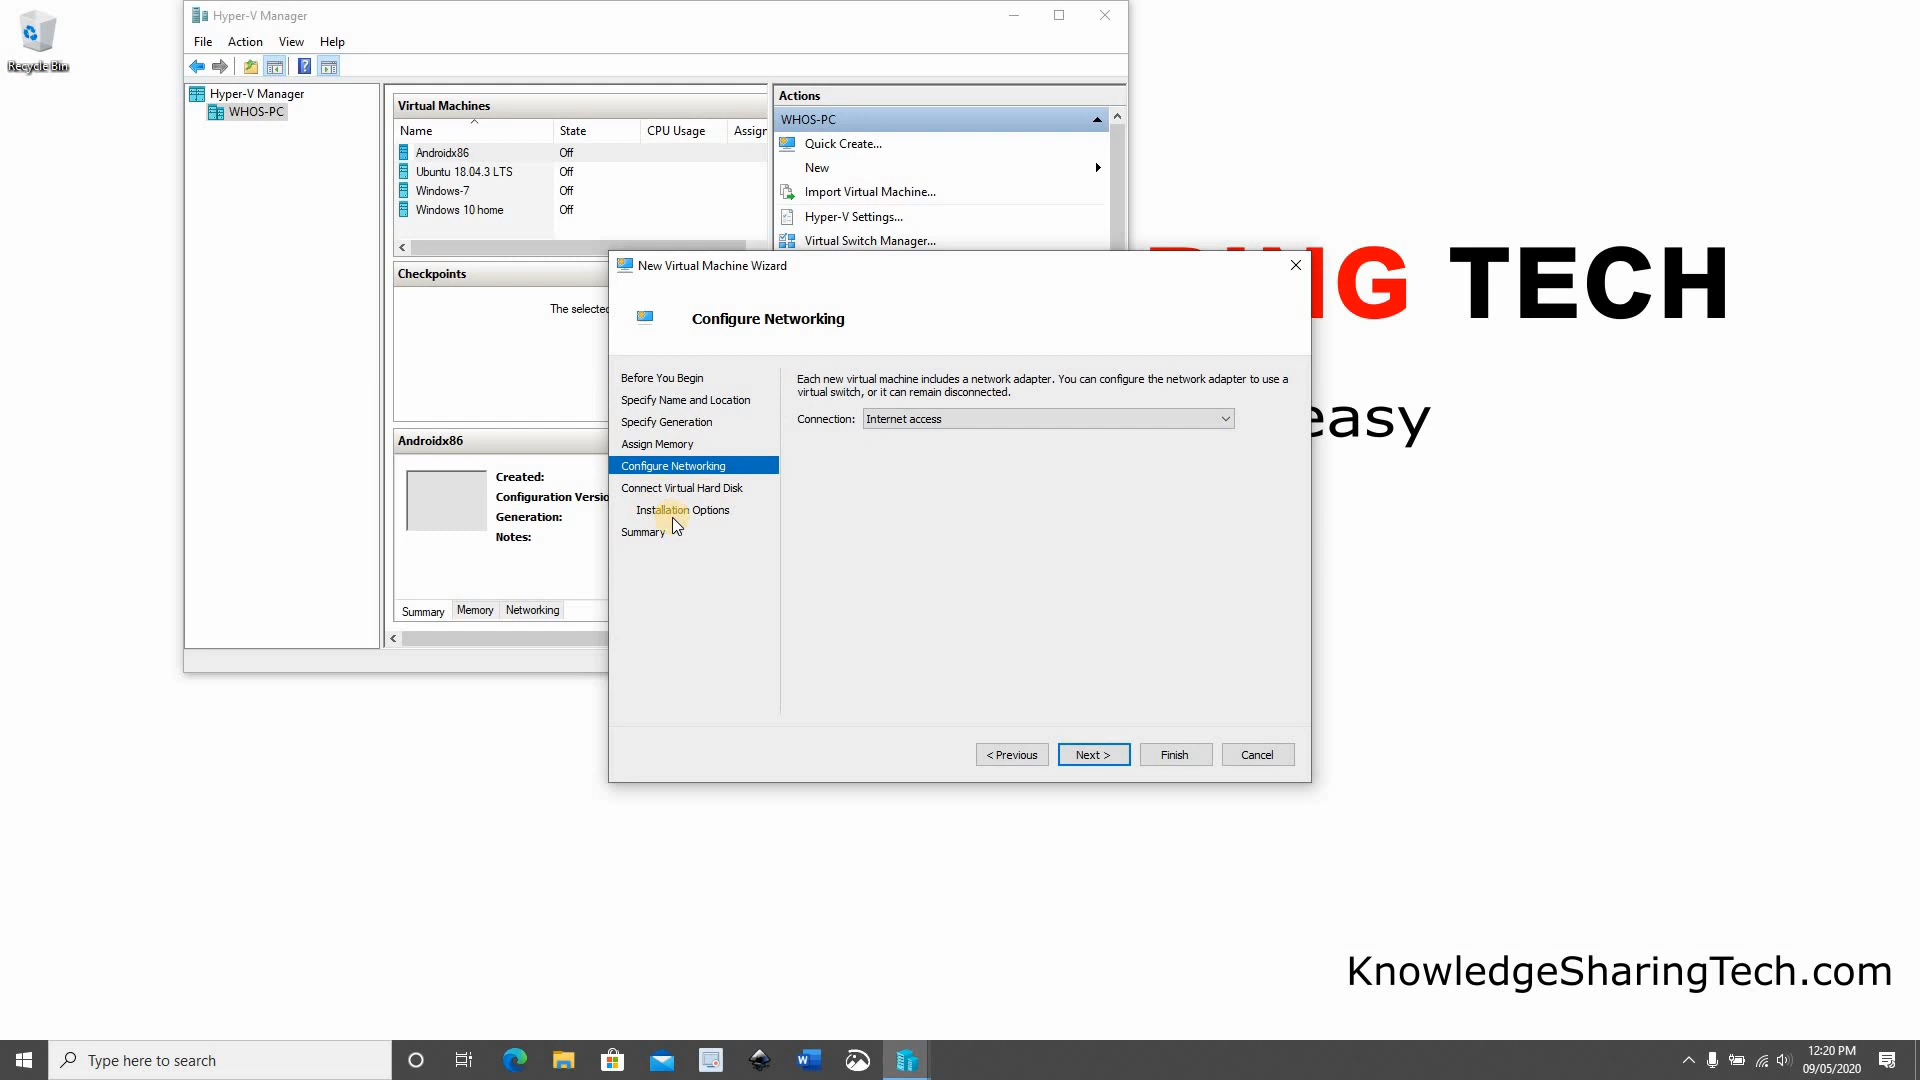 Recycle Bin
Hyper-V Manager
File Action View Help
Hyper-V Manager
WHOS-PC
Virtual Machines
Name State CPU Usage Assign
Androidx86 Off
Ubuntu 18.04.3 LTS Off
Windows-7 Off
Windows 10 home Off
Checkpoints
The selected
Androidx86
Created:
Configuration Versio
Generation:
Notes:
Summary Memory Networking
Actions
WHOS-PC
Quick Create...
New
Import Virtual Machine...
Hyper-V Settings...
Virtual Switch Manager...
New Virtual Machine Wizard
Configure Networking
Before You Begin
Specify Name and Location
Specify Generation
Assign Memory
Configure Networking
Connect Virtual Hard Disk
Installation Options
Summary
Each new virtual machine includes a network adapter. You can configure the network adapter to use a
virtual switch, or it can remain disconnected.
Connection: Internet access
< Previous Next > Finish Cancel
TECH
easy
KnowledgeSharingTech.com
Type here to search
12:20 PM
09/05/2020